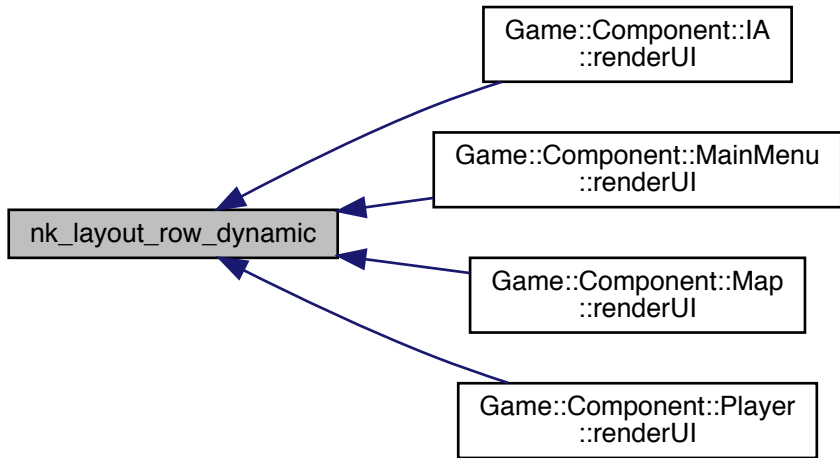 Game::Component::IA
::renderUI
Game::Component::MainMenu
::renderUI
nk_layout_row_dynamic
Game::Component::Map
::renderUI
Game::Component::Player
::renderUI